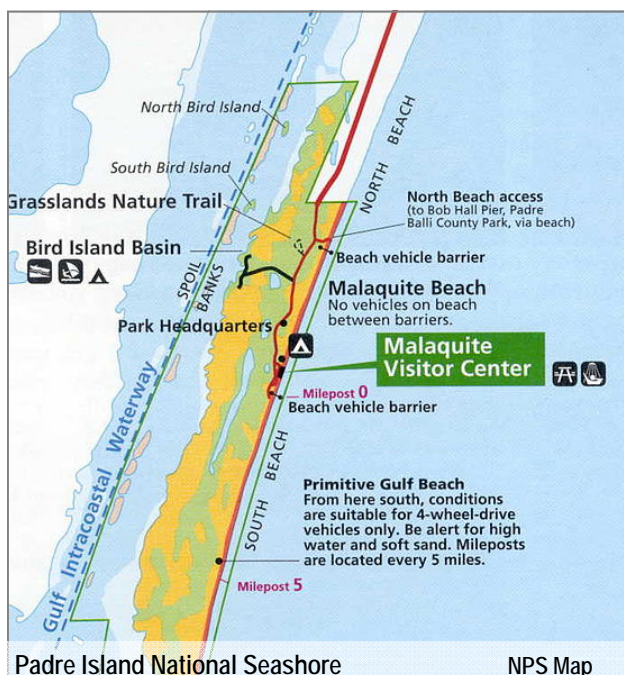 North Bird Island
NORTH BEACH
South Bird Island
Grasslands Nature Trail
North Beach access
(to Bob Hall Pier, Padre
Balli County Park, via beach)
Bird Island Basin
SPOIL
BANKS
Beach vehicle barrier
Malaquite Beach
No vehicles on beach
between barriers.
Park Headquarters
Malaquite
Visitor Center
Milepost 0
Beach vehicle barrier
Gulf Intracoastal Waterway
SOUTH BEACH
Primitive Gulf Beach
From here south, conditions
are suitable for 4-wheel-drive
vehicles only. Be alert for high
water and soft sand. Mileposts
are located every 5 miles.
Milepost 5
Padre Island National Seashore
NPS Map